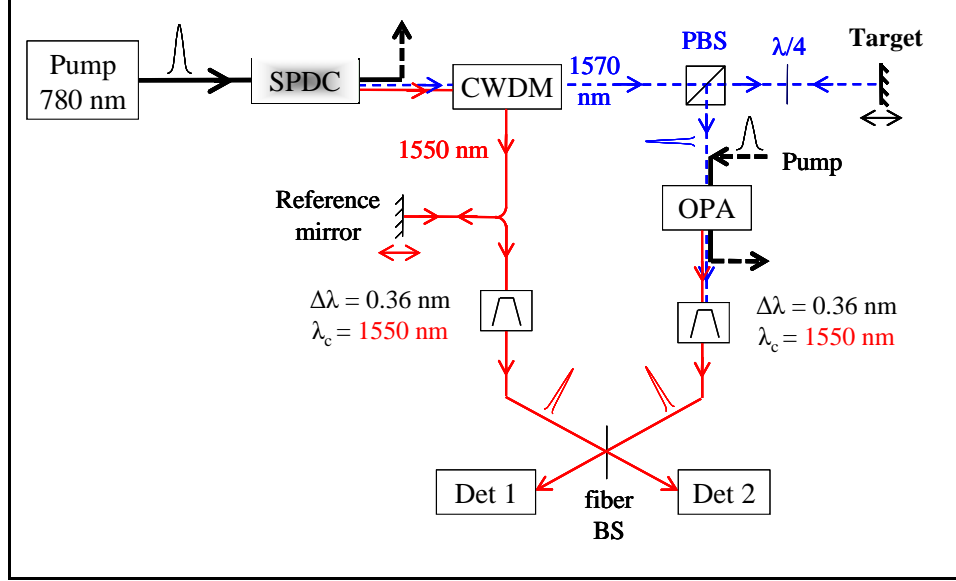 Pump
780 nm
SPDC
CWDM
1570
nm
PBS
λ/4
Target
1550 nm
Pump
Reference
mirror
OPA
Δλ = 0.36 nm
λc = 1550 nm
Δλ = 0.36 nm
λc = 1550 nm
Det 1
fiber
BS
Det 2